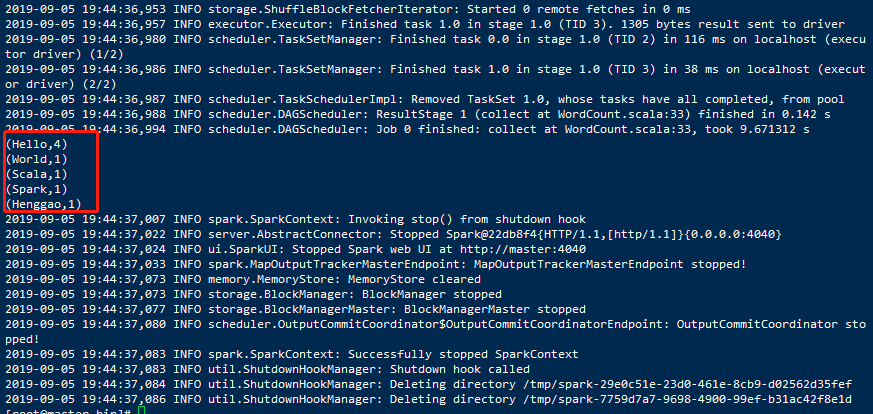 2019-09-05 19:44:36,953 INFO storage.ShuffleBlockFetcherIterator: Started 0 remote fetches in 0 ms
2019-09-05 19:44:36,957 INFO executor.Executor: Finished task 1.0 in stage 1.0 (TID 3). 1305 bytes result sent to driver
2019-09-05 19:44:36,980 INFO scheduler.TaskSetManager: Finished task 0.0 in stage 1.0 (TID 2) in 116 ms on localhost (execu
tor driver) (1/2)
2019-09-05 19:44:36,986 INFO scheduler.TaskSetManager: Finished task 1.0 in stage 1.0 (TID 3) in 38 ms on localhost (execut
or driver) (2/2)
2019-09-05 19:44:36,987 INFO scheduler.TaskSchedulerImpl: Removed TaskSet 1.0, whose tasks have all completed, from pool
2019-09-05 19:44:36,988 INFO scheduler.DAGScheduler: ResultStage 1 (collect at WordCount.scala:33) finished in 0.142 s
2019-09-05 19:44:36,994 INFO scheduler.DAGScheduler: Job 0 finished: collect at WordCount.scala:33, took 9.671312 s
(Hello,4)
(World,1)
(Scala,1)
(Spark,1)
(Henggao,1)
2019-09-05 19:44:37,007 INFO spark.SparkContext: Invoking stop() from shutdown hook
2019-09-05 19:44:37,022 INFO server.AbstractConnector: Stopped Spark@22db8f4{HTTP/1.1,[http/1.1]}{0.0.0.0:4040}
2019-09-05 19:44:37,024 INFO ui.SparkUI: Stopped Spark web UI at http://master:4040
2019-09-05 19:44:37,033 INFO spark.MapOutputTrackerMasterEndpoint: MapOutputTrackerMasterEndpoint stopped!
2019-09-05 19:44:37,073 INFO memory.MemoryStore: MemoryStore cleared
2019-09-05 19:44:37,073 INFO storage.BlockManager: BlockManager stopped
2019-09-05 19:44:37,077 INFO storage.BlockManagerMaster: BlockManagerMaster stopped
2019-09-05 19:44:37,080 INFO scheduler.OutputCommitCoordinator$OutputCommitCoordinatorEndpoint: OutputCommitCoordinator sto
pped!
2019-09-05 19:44:37,083 INFO spark.SparkContext: Successfully stopped SparkContext
2019-09-05 19:44:37,083 INFO util.ShutdownHookManager: Shutdown hook called
2019-09-05 19:44:37,084 INFO util.ShutdownHookManager: Deleting directory /tmp/spark-29e0c51e-23d0-461e-8cb9-d02562d35fef
2019-09-05 19:44:37,086 INFO util.ShutdownHookManager: Deleting directory /tmp/spark-7759d7a7-9698-4900-99ef-b31ac42f8e1d
[root@master bin]#